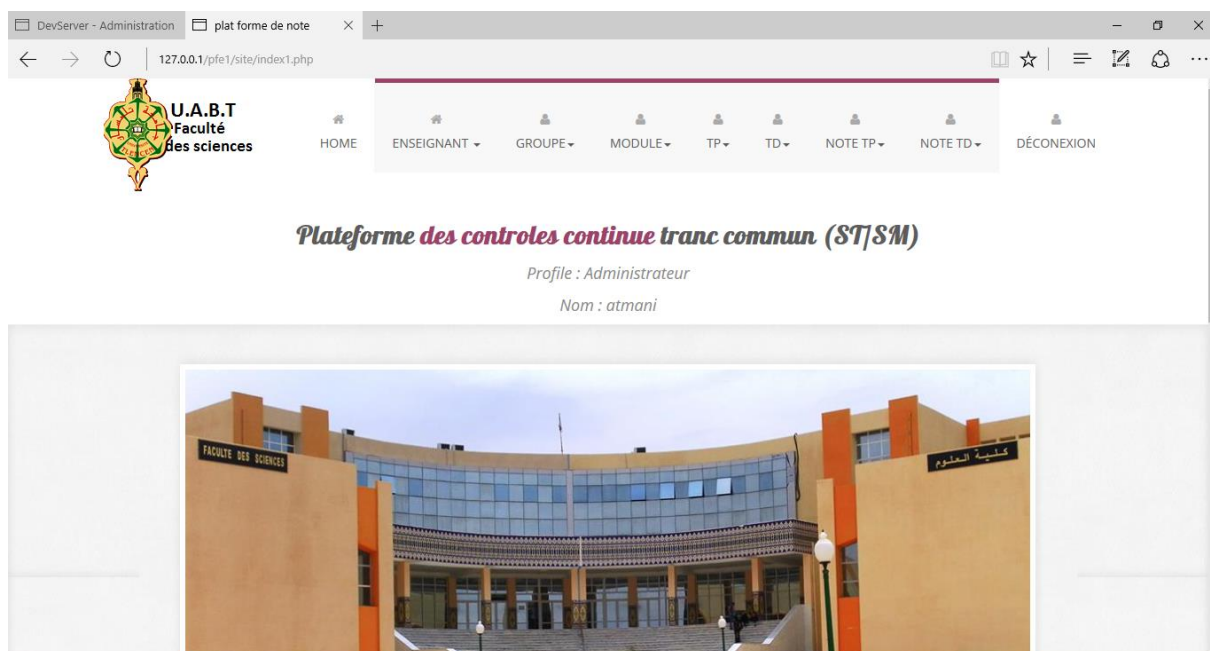 DevServer - Administration
plat forme de note
127.0.0.1/pfe1/site/index1.php
U.A.B.T
Faculté
des sciences
TLEMCEN
HOME
ENSEIGNANT
GROUPE
MODULE
TP
TD
NOTE TP
NOTE TD
DÉCONEXION
Plateforme des controles continue tranc commun (ST/SM)
Profile : Administrateur
Nom : atmani
FACULTE DES SCIENCES
كلية العلوم